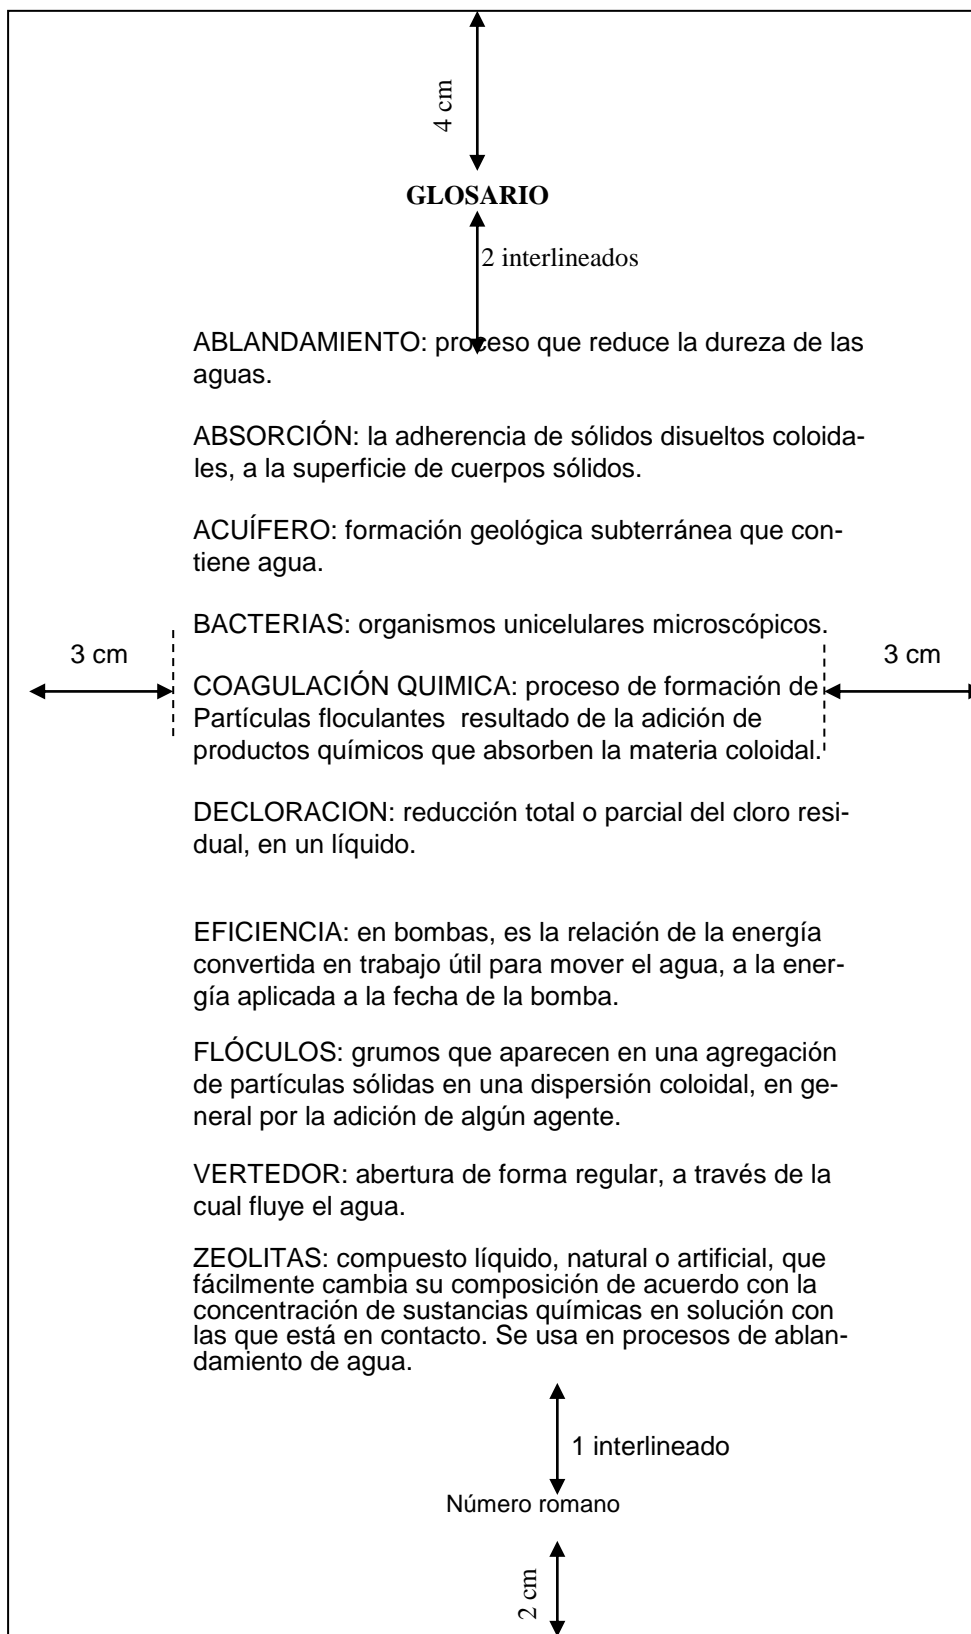 4 cm
GLOSARIO
2 interlineados
ABLANDAMIENTO: proceso que reduce la dureza de las
aguas.
ABSORCIÓN: la adherencia de sólidos disueltos coloida-
les, a la superficie de cuerpos sólidos.
ACUÍFERO: formación geológica subterránea que con-
tiene agua.
BACTERIAS: organismos unicelulares microscópicos.
3 cm
3 cm
COAGULACIÓN QUIMICA: proceso de formación de
Partículas floculantes resultado de la adición de
productos químicos que absorben la materia coloidal.
DECLORACION: reducción total o parcial del cloro resi-
dual, en un líquido.
EFICIENCIA: en bombas, es la relación de la energía
convertida en trabajo útil para mover el agua, a la ener-
gía aplicada a la fecha de la bomba.
FLÓCULOS: grumos que aparecen en una agregación
de partículas sólidas en una dispersión coloidal, en ge-
neral por la adición de algún agente.
VERTEDOR: abertura de forma regular, a través de la
cual fluye el agua.
ZEOLITAS: compuesto líquido, natural o artificial, que
fácilmente cambia su composición de acuerdo con la
concentración de sustancias químicas en solución con
las que está en contacto. Se usa en procesos de ablan-
damiento de agua.
1 interlineado
Número romano
2 cm